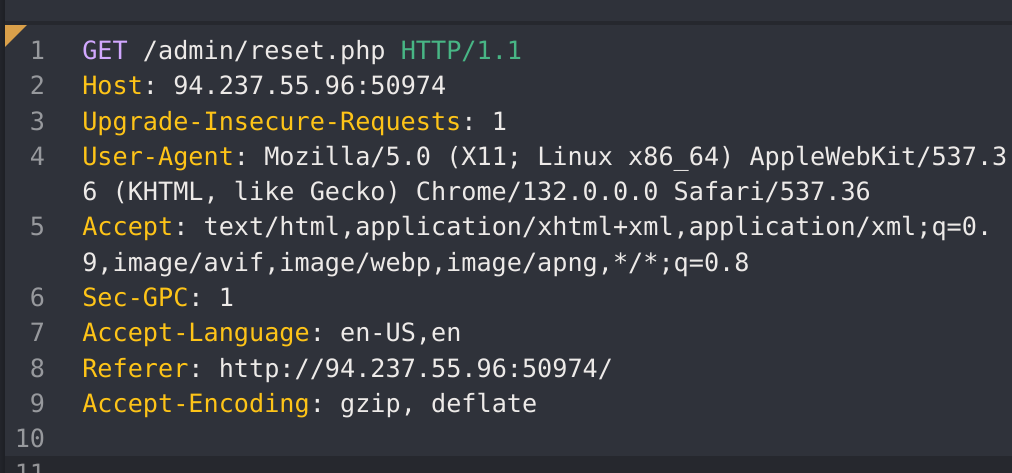 1 GET /admin/reset.php HTTP/1.1
2 Host: 94.237.55.96:50974
3 Upgrade-Insecure-Requests: 1
4 User-Agent: Mozilla/5.0 (X11; Linux x86_64) AppleWebKit/537.3
6 (KHTML, like Gecko) Chrome/132.0.0.0 Safari/537.36
5 Accept: text/html,application/xhtml+xml,application/xml;q=0.
9,image/avif,image/webp,image/apng,*/*;q=0.8
6 Sec-GPC: 1
7 Accept-Language: en-US,en
8 Referer: http://94.237.55.96:50974/
9 Accept-Encoding: gzip, deflate
10
11